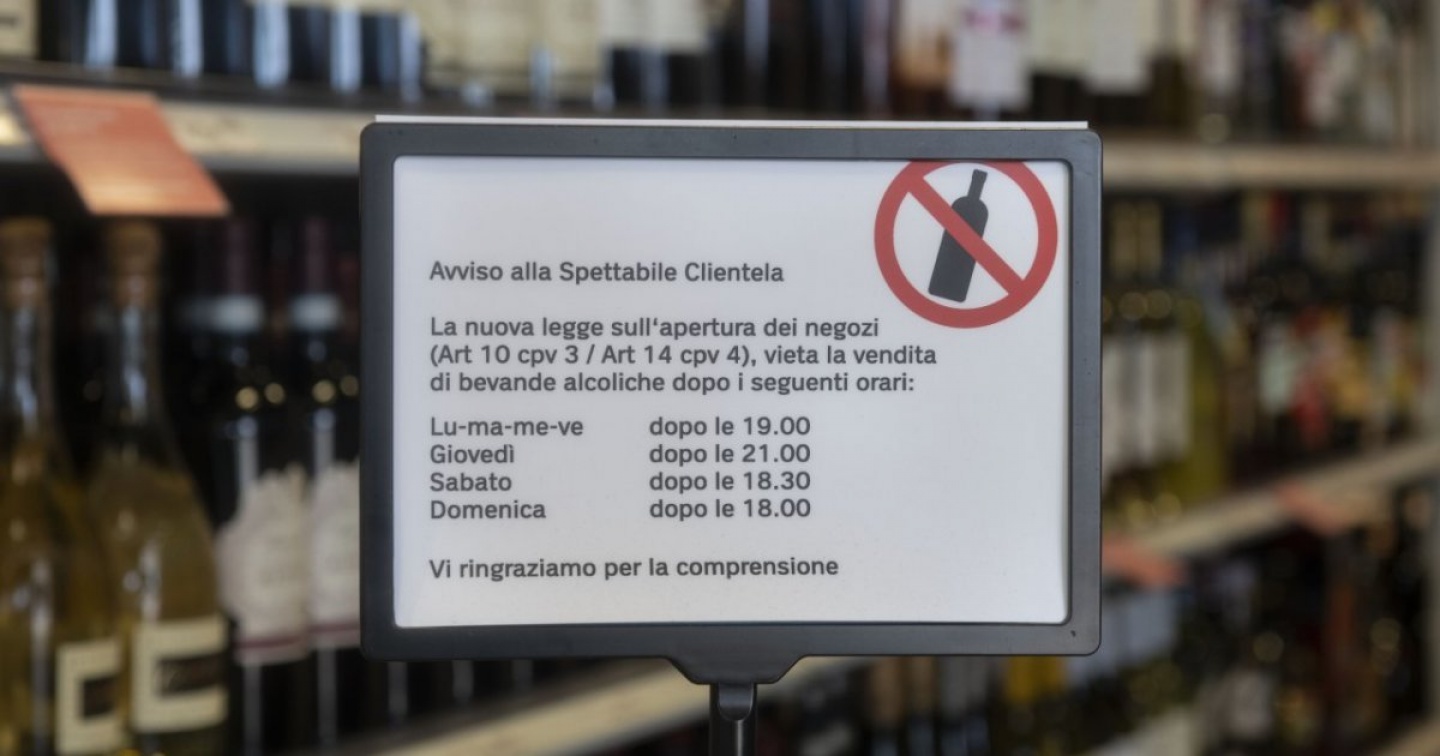 Avviso alla Spettabile Clientela
La nuova legge sull‘apertura dei negozi
(Art 10 cpv 3 / Art 14 cpv 4), vieta la vendita
di bevande alcoliche dopo i seguenti orari:
Lu-ma-me-ve dopo le 19.00
Giovedì dopo le 21.00
Sabato dopo le 18.30
Domenica dopo le 18.00
Vi ringraziamo per la comprensione